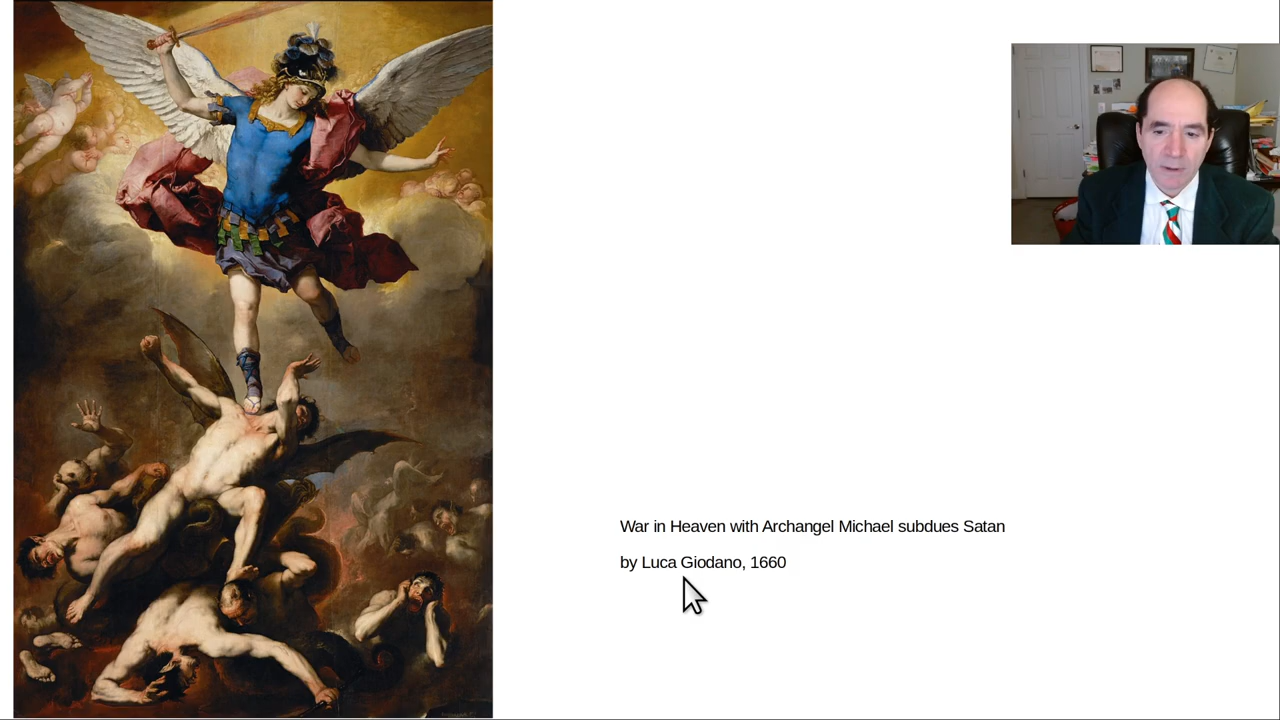 War in Heaven with Archangel Michael subdues Satan
by Luca Giodano, 1660